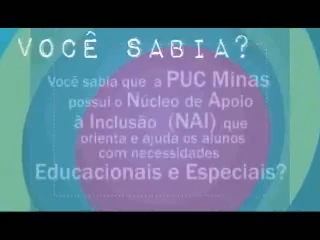 VOCÊ SABIA?
Você sabia que a PUC Minas
possui o Núcleo de Apoio
à Inclusão (NAI) que
orienta e ajuda os alunos
com necessidades
Educacionais e Especiais?